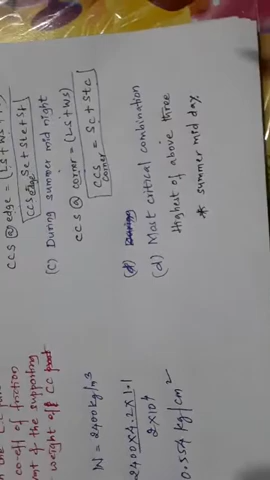 CCS @ edge = (LS + WS +
CCS edge = Sc + Ste + Sf
(C) During summer mid night
CCS @ corner = (LS + WS)
CCS corner = Sc + Stc
(d) Most critical combination
Highest of above three
* summer mid day
co-eff of friction
of the supporting
weight of CC
W = 2400 kg/m3
2400 x 4.2 x 1.1
2 x 104
0.554 kg/cm2